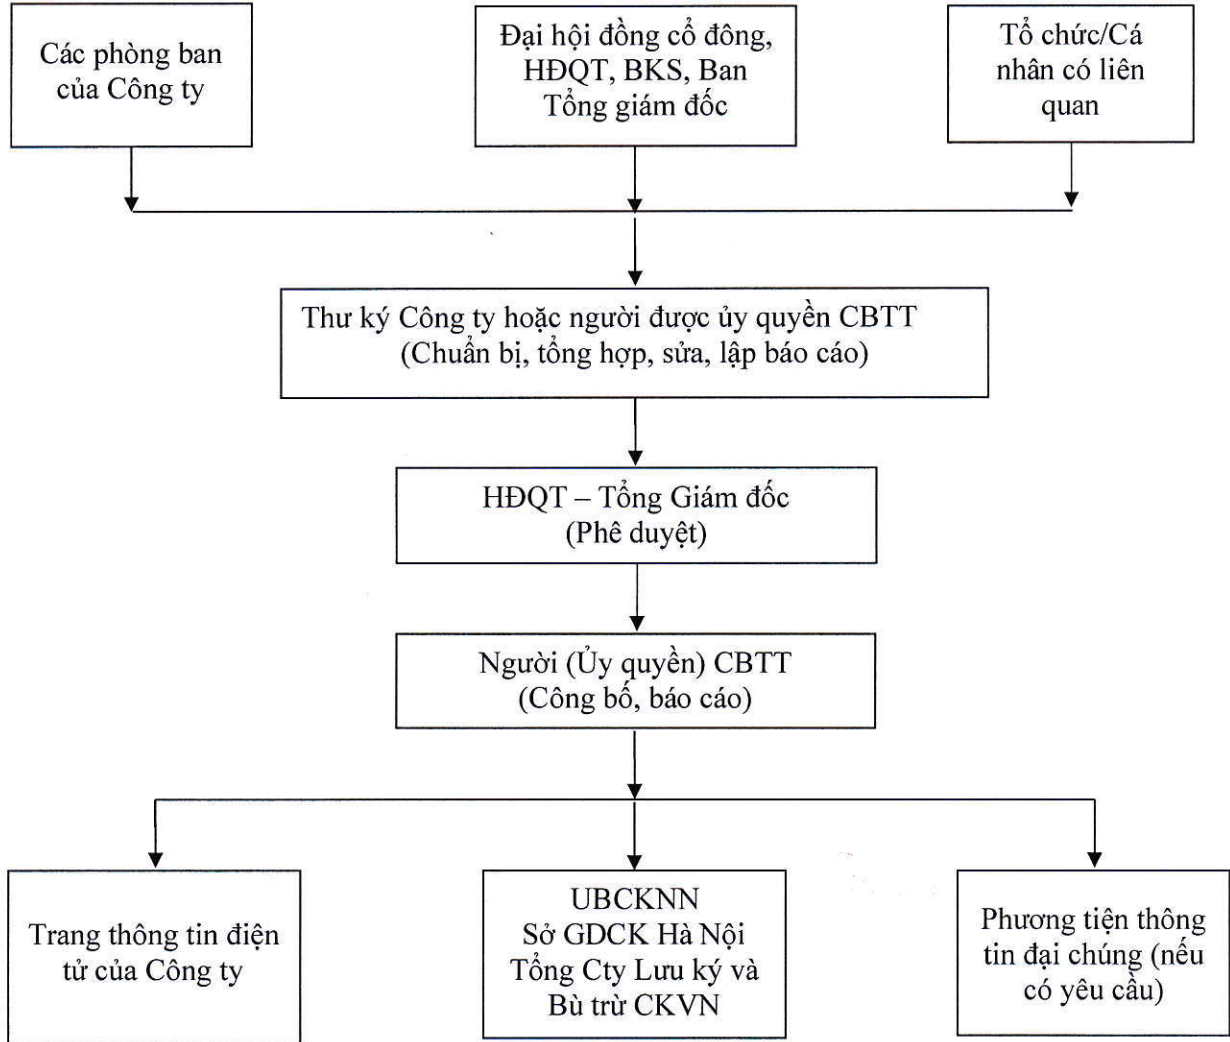 Các phòng ban
của Công ty
Đại hội đồng cổ đông,
HĐQT, BKS, Ban
Tổng giám đốc
Tổ chức/Cá
nhân có liên
quan
Thư ký Công ty hoặc người được ủy quyền CBTT
(Chuẩn bị, tổng hợp, sửa, lập báo cáo)
HĐQT – Tổng Giám đốc
(Phê duyệt)
Người (Ủy quyền) CBTT
(Công bố, báo cáo)
Trang thông tin điện
tử của Công ty
UBCKNN
Sở GDCK Hà Nội
Tổng Cty Lưu ký và
Bù trừ CKVN
Phương tiện thông
tin đại chúng (nếu
có yêu cầu)